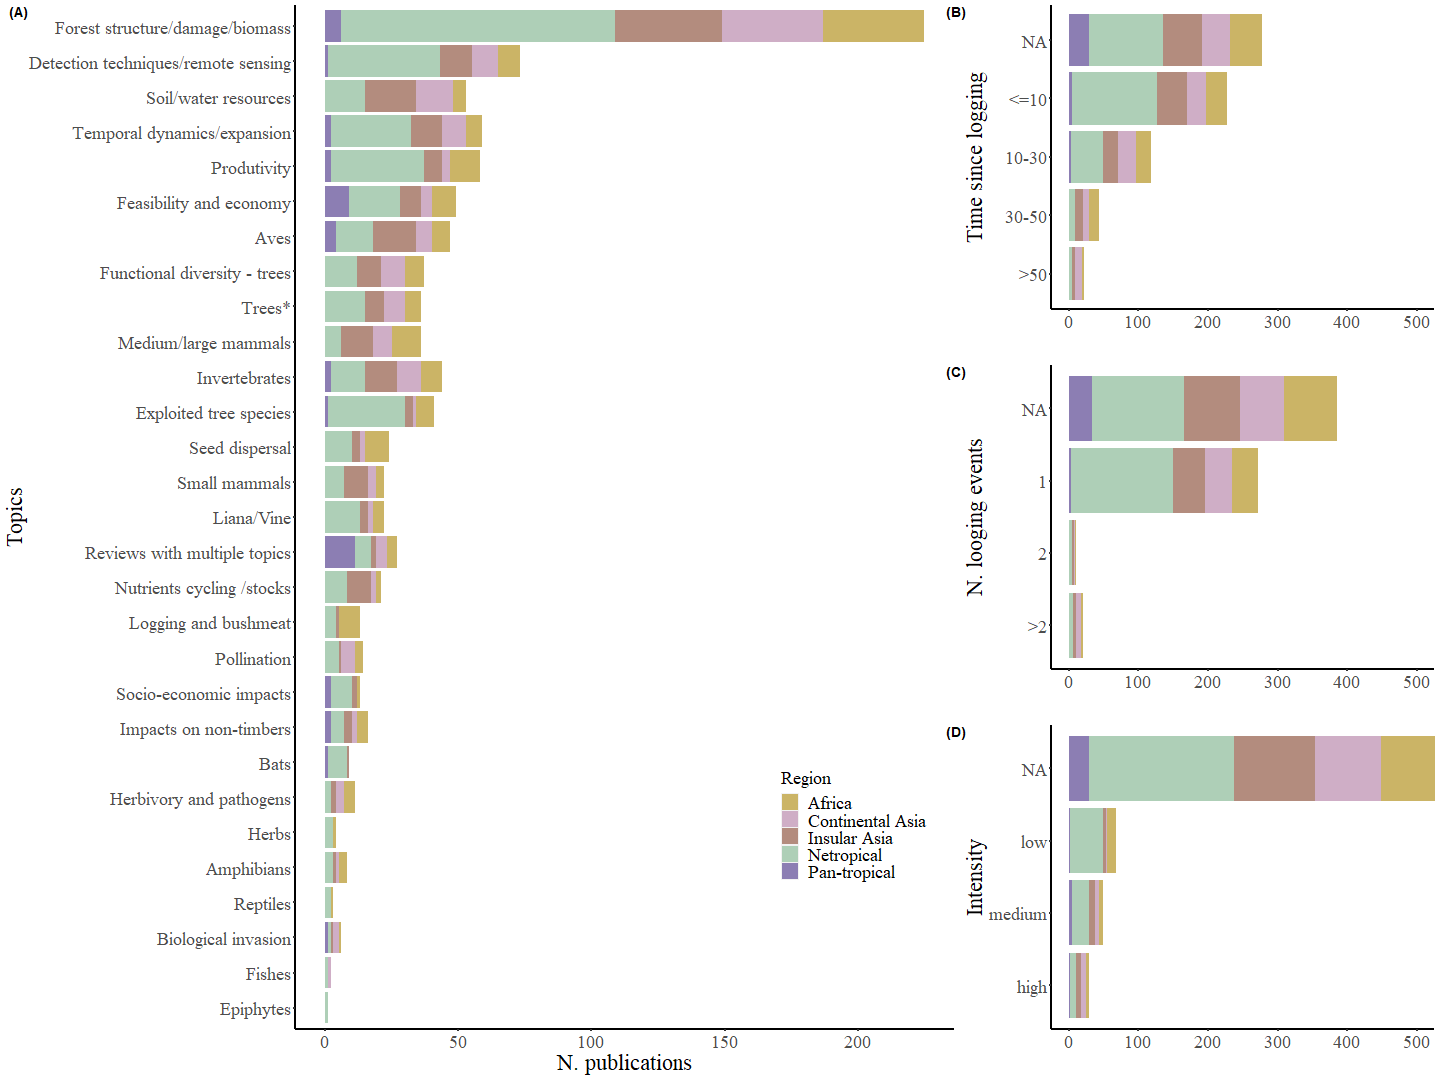 (A)
Topics
Forest structure/damage/biomass
Detection techniques/remote sensing
Soil/water resources
Temporal dynamics/expansion
Produtivity
Feasibility and economy
Aves
Functional diversity - trees
Trees*
Medium/large mammals
Invertebrates
Exploited tree species
Seed dispersal
Small mammals
Liana/Vine
Reviews with multiple topics
Nutrients cycling /stocks
Logging and bushmeat
Pollination
Socio-economic impacts
Impacts on non-timbers
Bats
Herbivory and pathogens
Herbs
Amphibians
Reptiles
Biological invasion
Fishes
Epiphytes
0 50 100 150 200
N. publications
Region
Africa
Continental Asia
Insular Asia
Netropical
Pan-tropical
(B)
Time since logging
NA
<=10
10-30
30-50
>50
0 100 200 300 400 500
(C)
N. looging events
NA
1
2
>2
0 100 200 300 400 500
(D)
Intensity
NA
low
medium
high
0 100 200 300 400 500